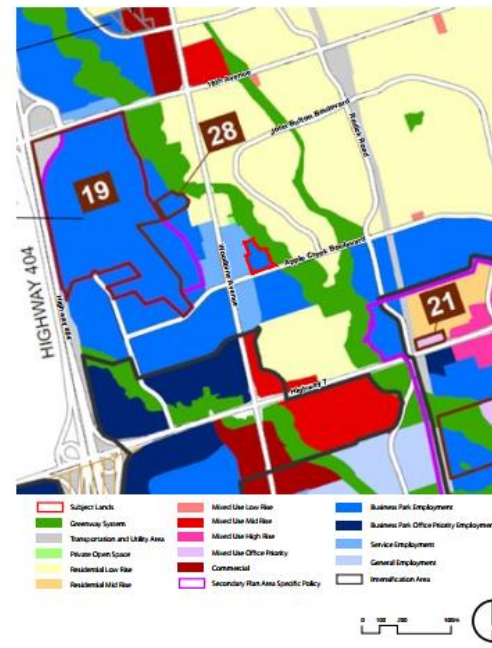 16th Avenue
28
John Button Boulevard
Rodick Road
19
Woodbine Avenue
Apple Creek Boulevard
HIGHWAY 404
Highway 404
21
Highway 7
Subject Lands
Greenway System
Transportation and Utility Area
Private Open Space
Residential Low Rise
Residential Mid Rise
Mixed Use Low Rise
Mixed Use Mid Rise
Mixed Use High Rise
Mixed Use Office Priority
Commercial
Secondary Plan Area Specific Policy
Business Park Employment
Business Park Office Priority Employmen
Service Employment
General Employment
Intensification Area
0 100 200